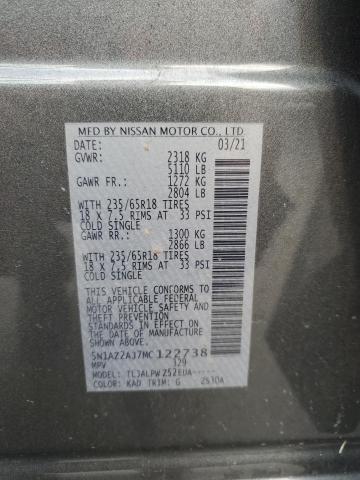 MFD BY NISSAN MOTOR CO., LTD
DATE: 03/21
GVWR: 2318 KG
5110 LB
GAWR FR.: 1272 KG
2804 LB
WITH 235/65R18 TIRES
18 X 7.5 RIMS AT 33 PSI
COLD SINGLE
GAWR RR.: 1300 KG
2866 LB
WITH 235/65R18 TIRES
18 X 7.5 RIMS AT 33 PSI
COLD SINGLE
THIS VEHICLE CONFORMS TO
ALL APPLICABLE FEDERAL
MOTOR VEHICLE SAFETY AND
THEFT PREVENTION
STANDARDS IN EFFECT ON
THE DATE OF MANUFACTURE
SHOWN ABOVE
5N1AZ2AJ7MC122738
MPV 329
MODEL: TLJALPWZ52EUA-----
COLOR: KAD TRIM: G